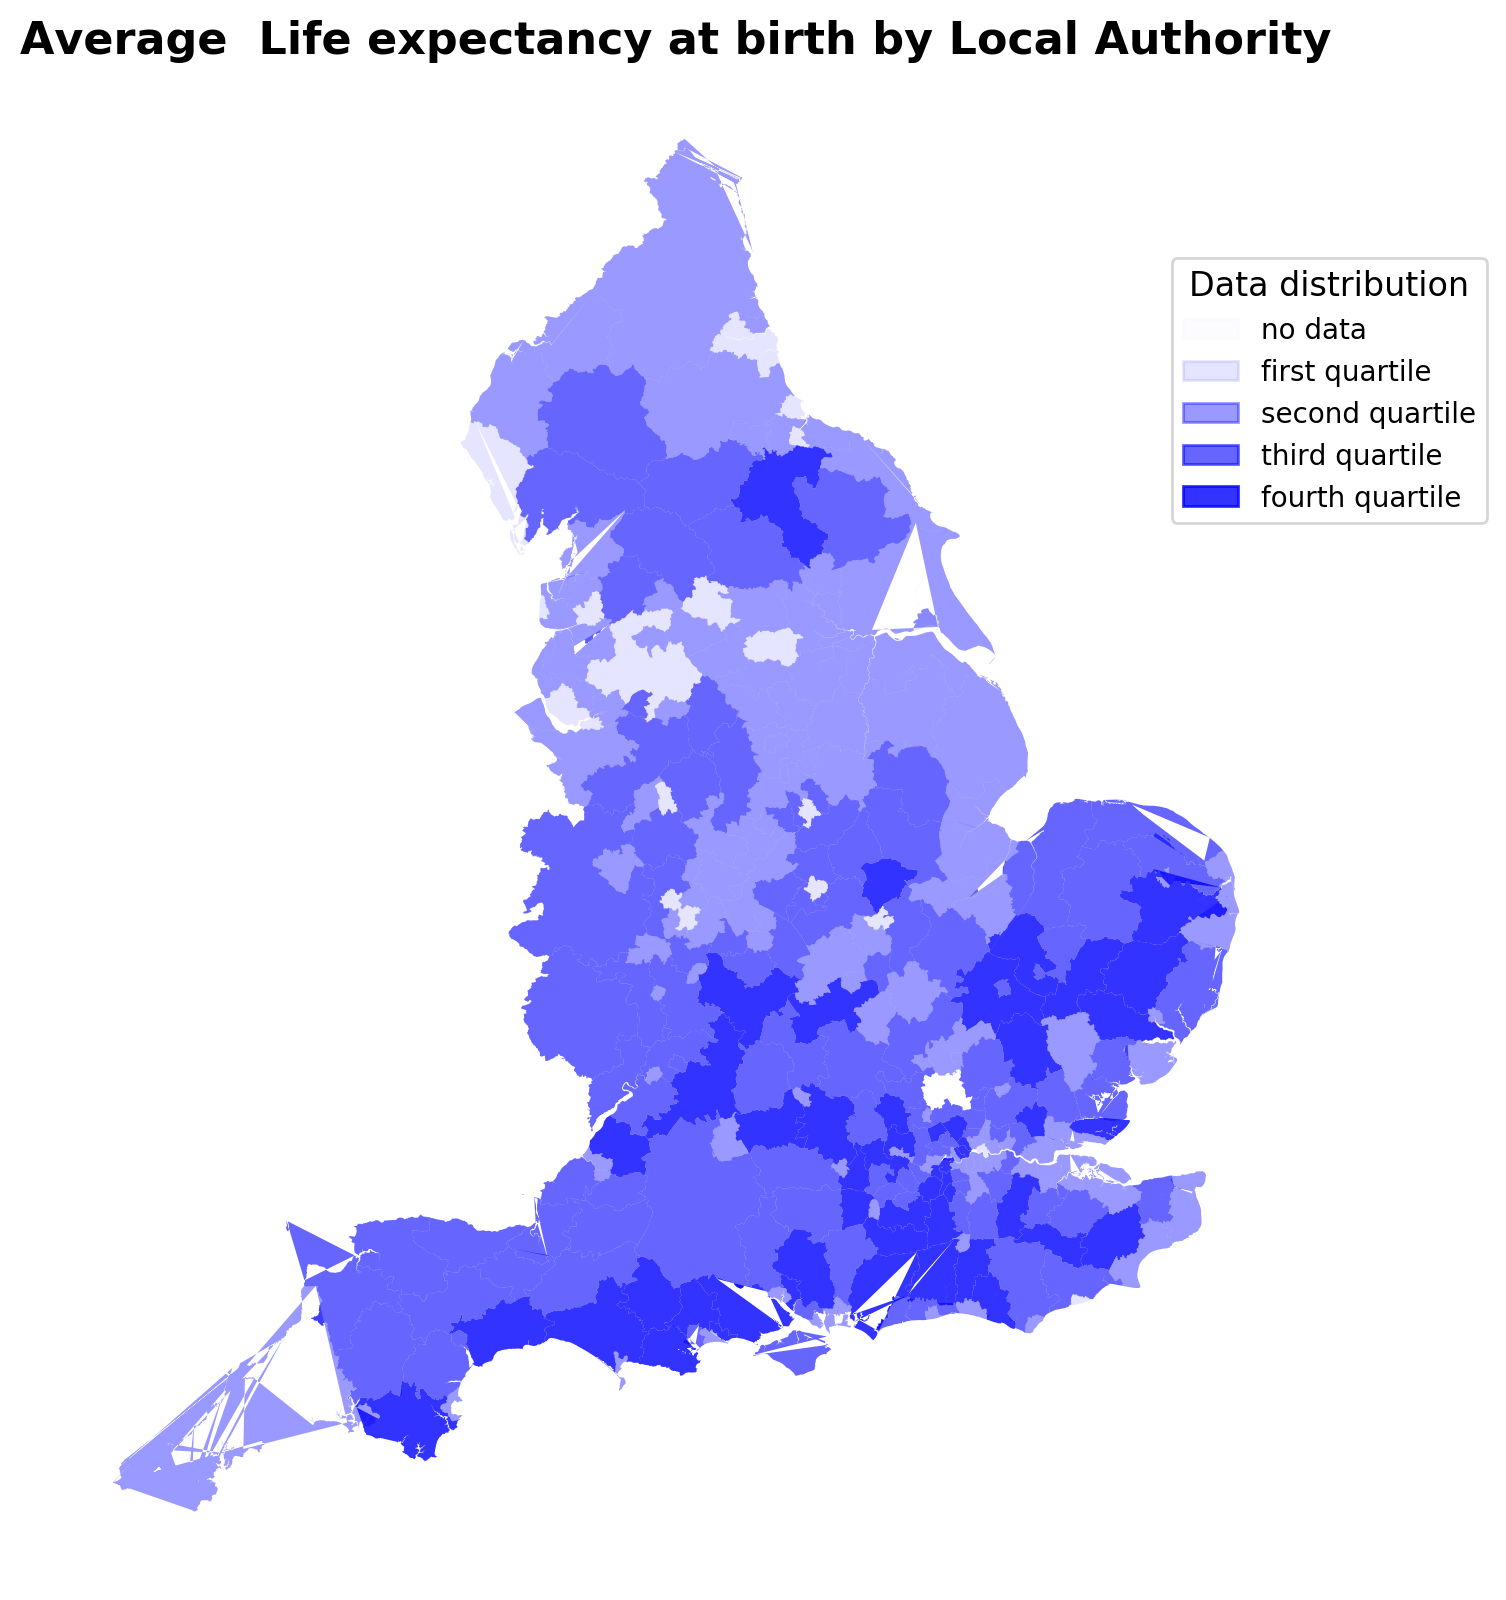 Average  Life expectancy at birth by Local Authority
Data distribution
no data
first quartile
second quartile
third quartile
fourth quartile